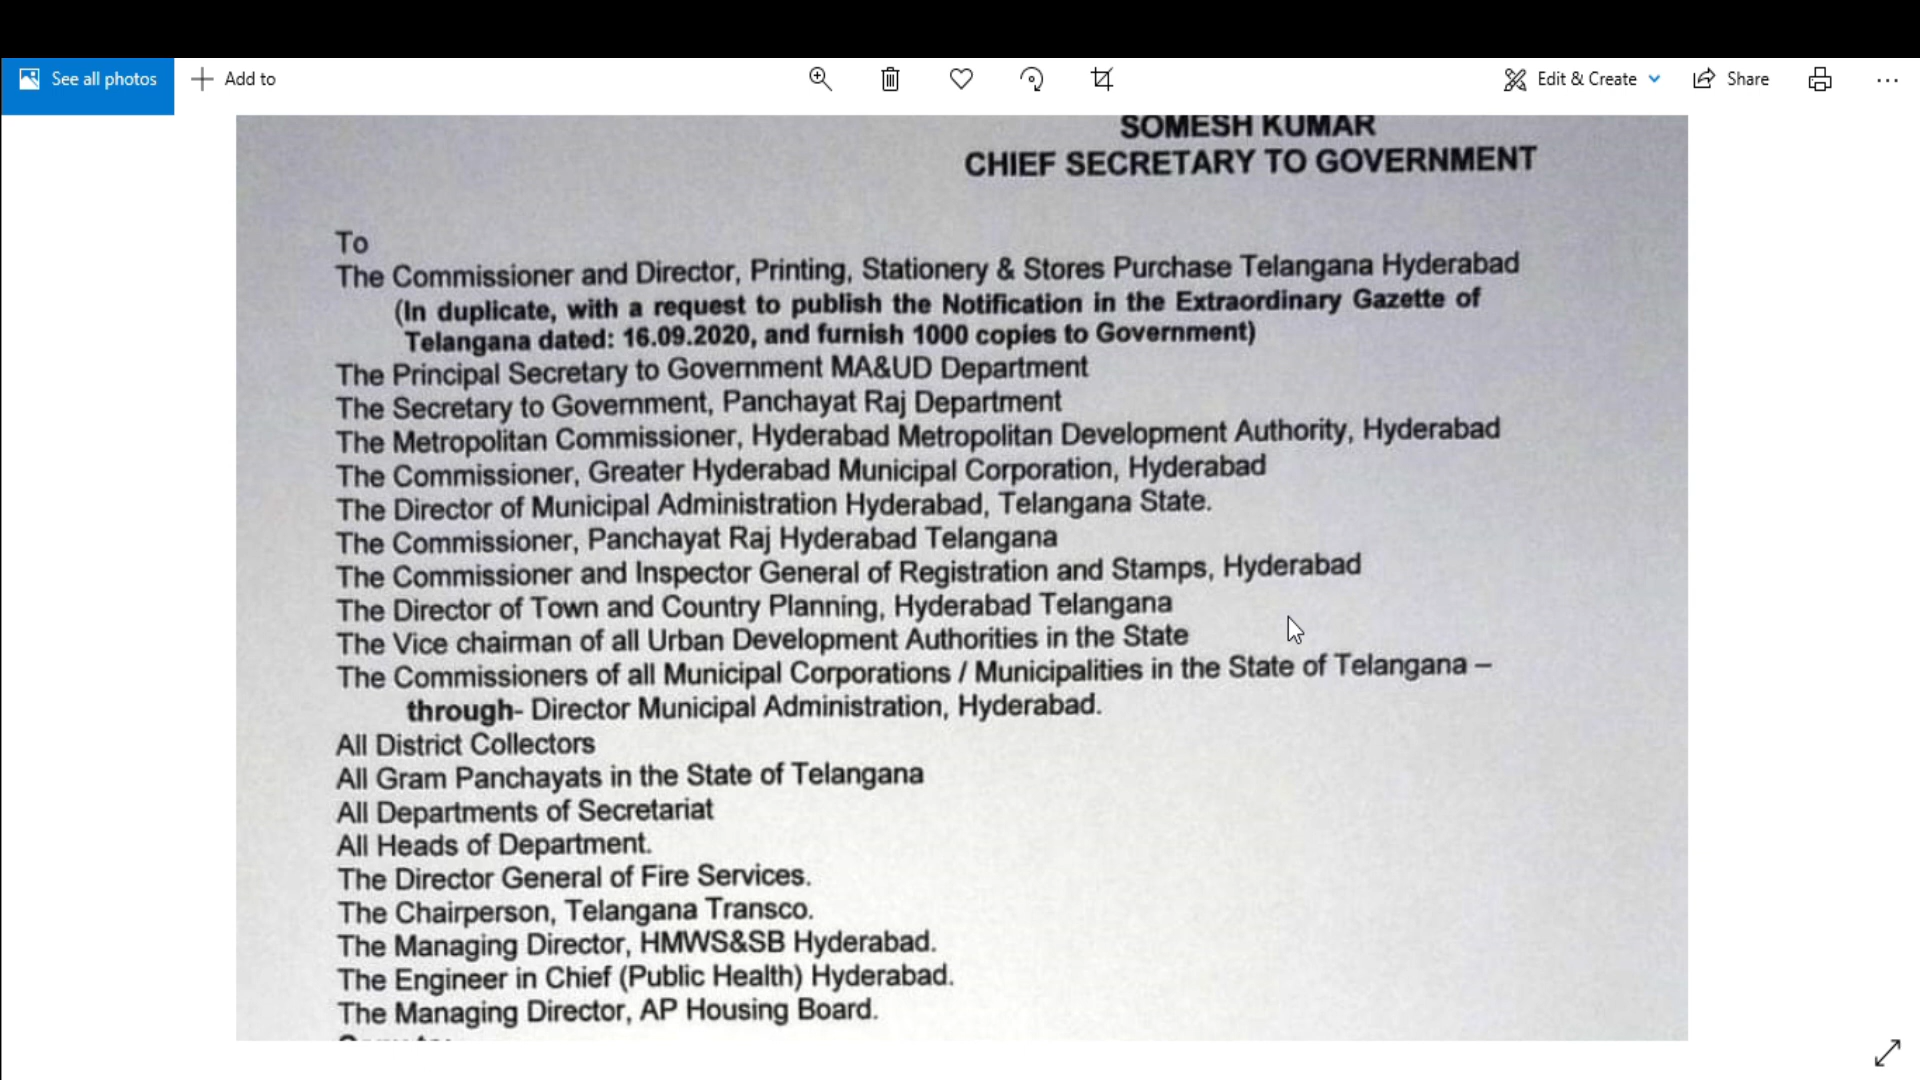 See all photos
Add to
Edit & Create
Share
SOMESH KUMAR
CHIEF SECRETARY TO GOVERNMENT
To
The Commissioner and Director, Printing, Stationery & Stores Purchase Telangana Hyderabad
(In duplicate, with a request to publish the Notification in the Extraordinary Gazette of
Telangana dated: 16.09.2020, and furnish 1000 copies to Government)
The Principal Secretary to Government MA&UD Department
The Secretary to Government, Panchayat Raj Department
The Metropolitan Commissioner, Hyderabad Metropolitan Development Authority, Hyderabad
The Commissioner, Greater Hyderabad Municipal Corporation, Hyderabad
The Director of Municipal Administration Hyderabad, Telangana State.
The Commissioner, Panchayat Raj Hyderabad Telangana
The Commissioner and Inspector General of Registration and Stamps, Hyderabad
The Director of Town and Country Planning, Hyderabad Telangana
The Vice chairman of all Urban Development Authorities in the State
The Commissioners of all Municipal Corporations / Municipalities in the State of Telangana –
through- Director Municipal Administration, Hyderabad.
All District Collectors
All Gram Panchayats in the State of Telangana
All Departments of Secretariat
All Heads of Department.
The Director General of Fire Services.
The Chairperson, Telangana Transco.
The Managing Director, HMWS&SB Hyderabad.
The Engineer in Chief (Public Health) Hyderabad.
The Managing Director, AP Housing Board.